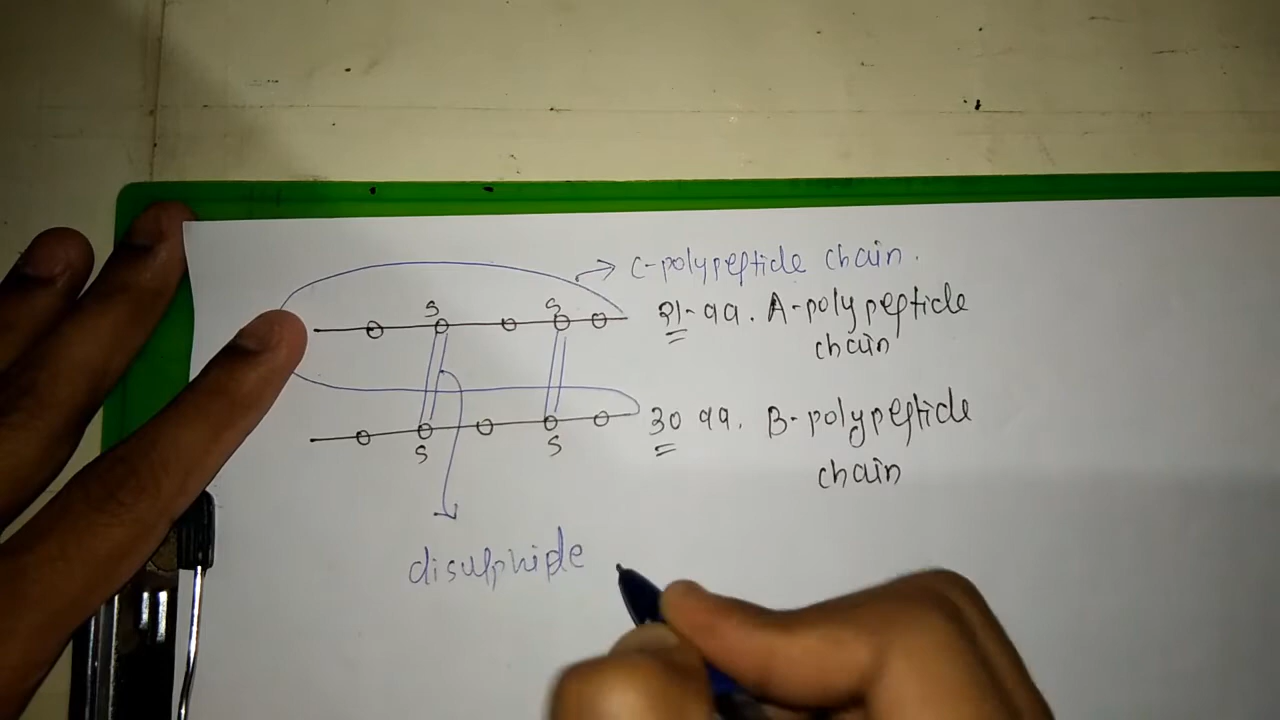 C-polypeptide chain.
S S
21-aa. A-polypeptide
chain
30 aa. B-polypeptide
S S
chain
disulphide